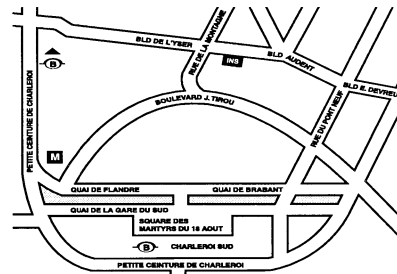 BLD DE L'YSER
RUE DE LA MONTAGNE
BLD AUDENT
INS
B
BLD E. DEVREU
PETITE CEINTURE DE CHARLEROI
BOULEVARD J. TIROU
RUE DU PONT NEUF
M
QUAI DE FLANDRE
QUAI DE BRABANT
QUAI DE LA GARE DU SUD
SQUARE DES
MARTYRS DU 18 AOUT
B CHARLEROI SUD
PETITE CEINTURE DE CHARLEROI